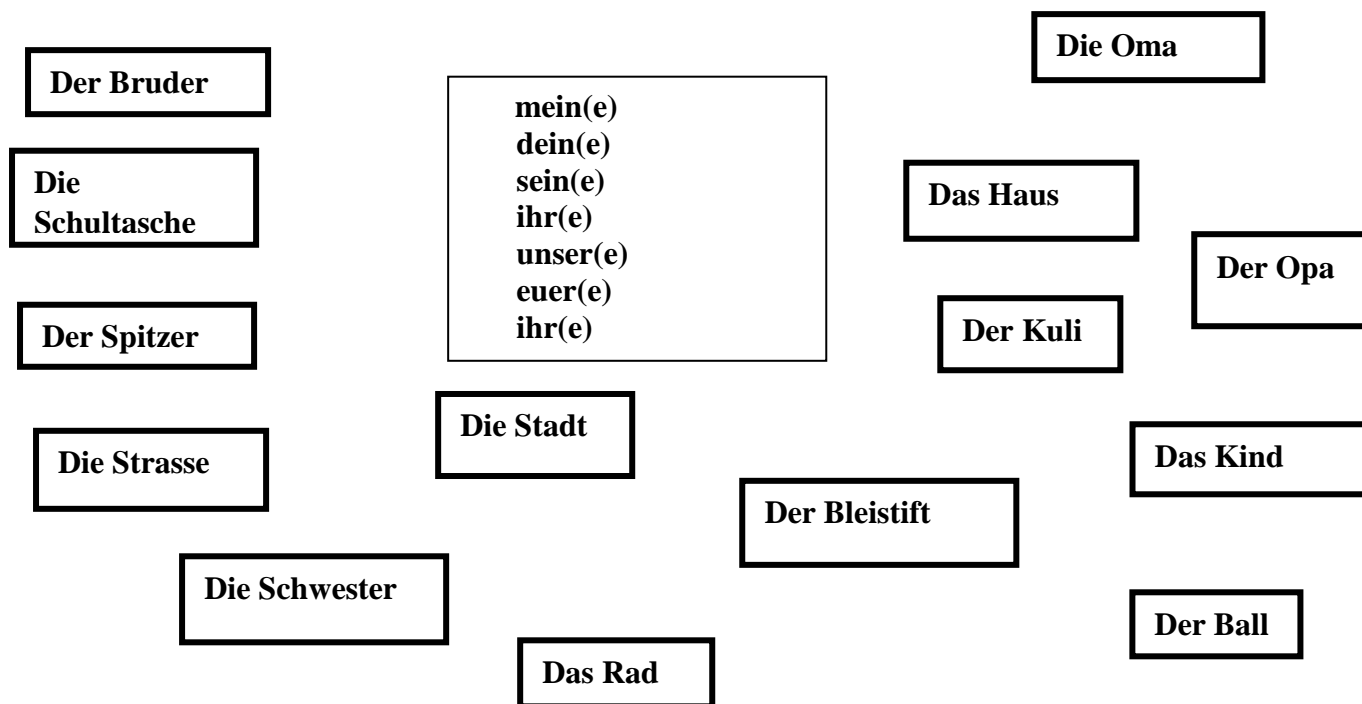 Die Oma
Der Bruder
mein(e)
dein(e)
sein(e)
ihr(e)
unser(e)
euer(e)
ihr(e)
Die
Schultasche
Das Haus
Der Opa
Der Spitzer
Der Kuli
Die Stadt
Die Strasse
Das Kind
Der Bleistift
Die Schwester
Der Ball
Das Rad